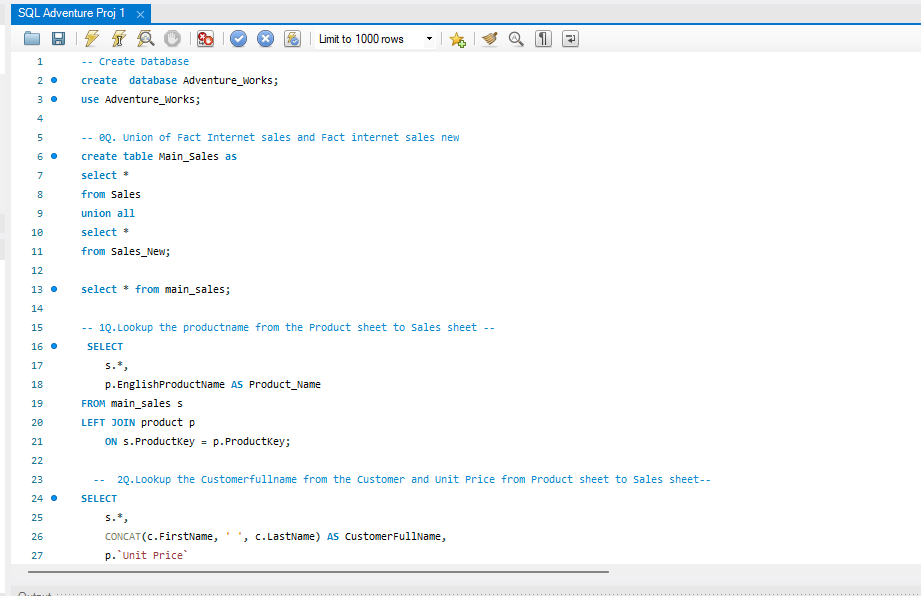 SQL Adventure Proj 1
Limit to 1000 rows
1 -- Create Database
2 create  database Adventure_Works;
3 use Adventure_Works;
4
5 -- 0Q. Union of Fact Internet sales and Fact internet sales new
6 create table Main_Sales as
7 select *
8 from Sales
9 union all
10 select *
11 from Sales_New;
12
13 select * from main_sales;
14
15 -- 1Q.Lookup the productname from the Product sheet to Sales sheet --
16 SELECT
17 s.*,
18 p.EnglishProductName AS Product_Name
19 FROM main_sales s
20 LEFT JOIN product p
21 ON s.ProductKey = p.ProductKey;
22
23 --  2Q.Lookup the Customerfullname from the Customer and Unit Price from Product sheet to Sales sheet--
24 SELECT
25 s.*,
26 CONCAT(c.FirstName, ' ', c.LastName) AS CustomerFullName,
27 p.`Unit Price`
Output